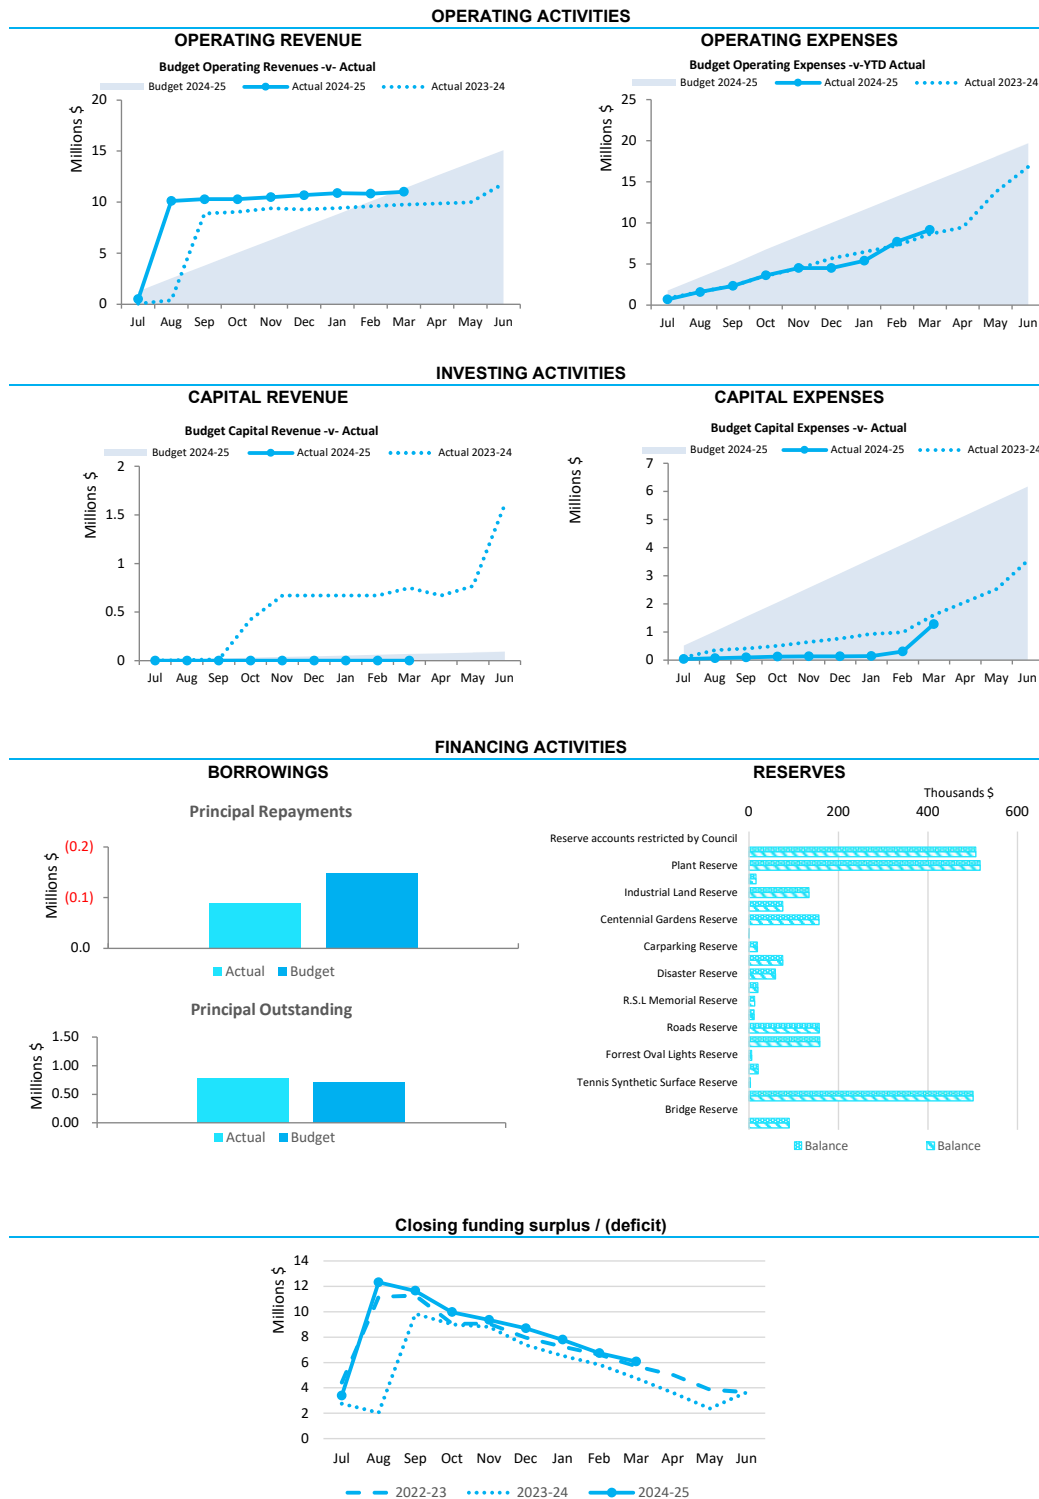 OPERATING ACTIVITIES
OPERATING REVENUE
Budget Operating Revenues -v- Actual
Budget 2024-25 Actual 2024-25 Actual 2023-24
Millions $
20
15
10
5
0
Jul Aug Sep Oct Nov Dec Jan Feb Mar Apr May Jun
OPERATING EXPENSES
Budget Operating Expenses -v-YTD Actual
Budget 2024-25 Actual 2024-25 Actual 2023-24
Millions $
25
20
15
10
5
0
Jul Aug Sep Oct Nov Dec Jan Feb Mar Apr May Jun
INVESTING ACTIVITIES
CAPITAL REVENUE
Budget Capital Revenue -v- Actual
Budget 2024-25 Actual 2024-25 Actual 2023-24
Millions $
2
1.5
1
0.5
0
Jul Aug Sep Oct Nov Dec Jan Feb Mar Apr May Jun
CAPITAL EXPENSES
Budget Capital Expenses -v- Actual
Budget 2024-25 Actual 2024-25 Actual 2023-24
Millions $
7
6
5
4
3
2
1
0
Jul Aug Sep Oct Nov Dec Jan Feb Mar Apr May Jun
FINANCING ACTIVITIES
BORROWINGS
Principal Repayments
Millions $
(0.2)
(0.1)
0.0
Actual Budget
Principal Outstanding
Millions $
1.50
1.00
0.50
0.00
Actual Budget
RESERVES
Thousands $
0 200 400 600
Reserve accounts restricted by Council
Plant Reserve
Industrial Land Reserve
Centennial Gardens Reserve
Carparking Reserve
Disaster Reserve
R.S.L Memorial Reserve
Roads Reserve
Forrest Oval Lights Reserve
Tennis Synthetic Surface Reserve
Bridge Reserve
Balance Balance
Closing funding surplus / (deficit)
Millions $
14
12
10
8
6
4
2
0
Jul Aug Sep Oct Nov Dec Jan Feb Mar Apr May Jun
2022-23 2023-24 2024-25